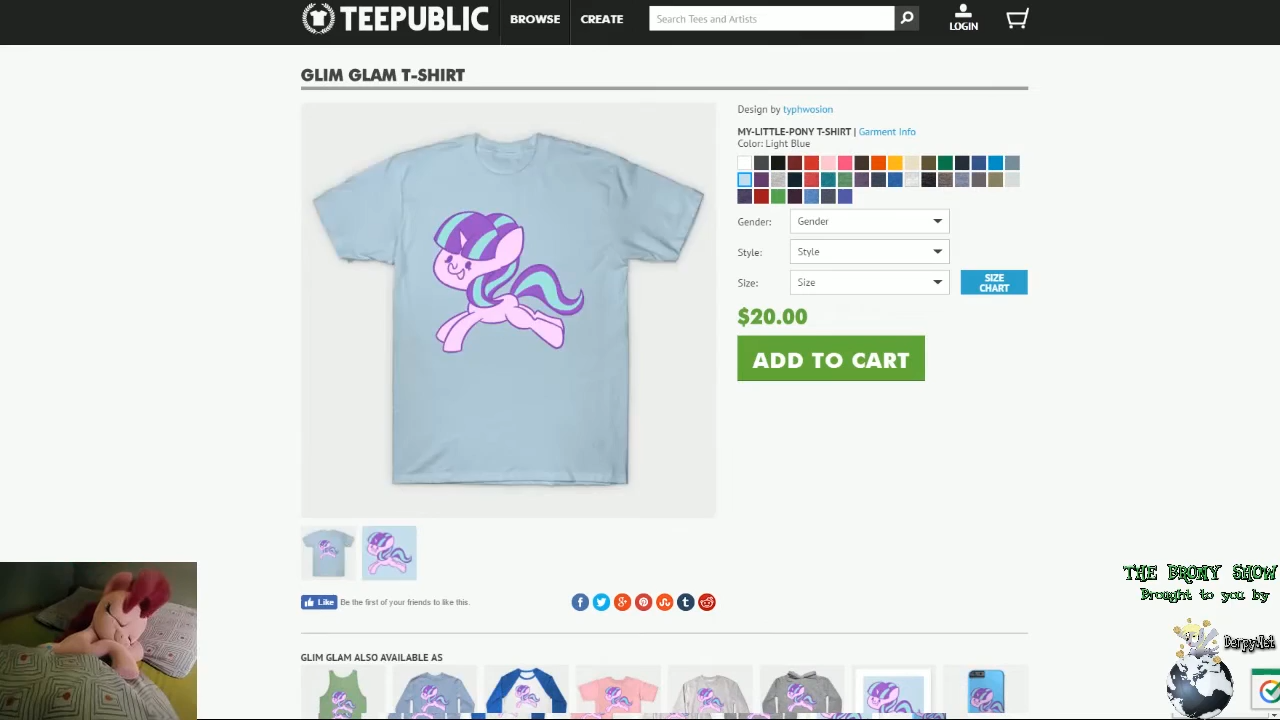 TEEPUBLIC
BROWSE
CREATE
Search Tees and Artists
LOGIN
GLIM GLAM T-SHIRT
Design by typhwosion
MY-LITTLE-PONY T-SHIRT | Garment Info
Color: Light Blue
Gender: Gender
Style: Style
Size: Size
SIZE
CHART
$20.00
ADD TO CART
Like Be the first of your friends to like this.
THE BRONY SHOW
Brought to you by
GLIM GLAM ALSO AVAILABLE AS